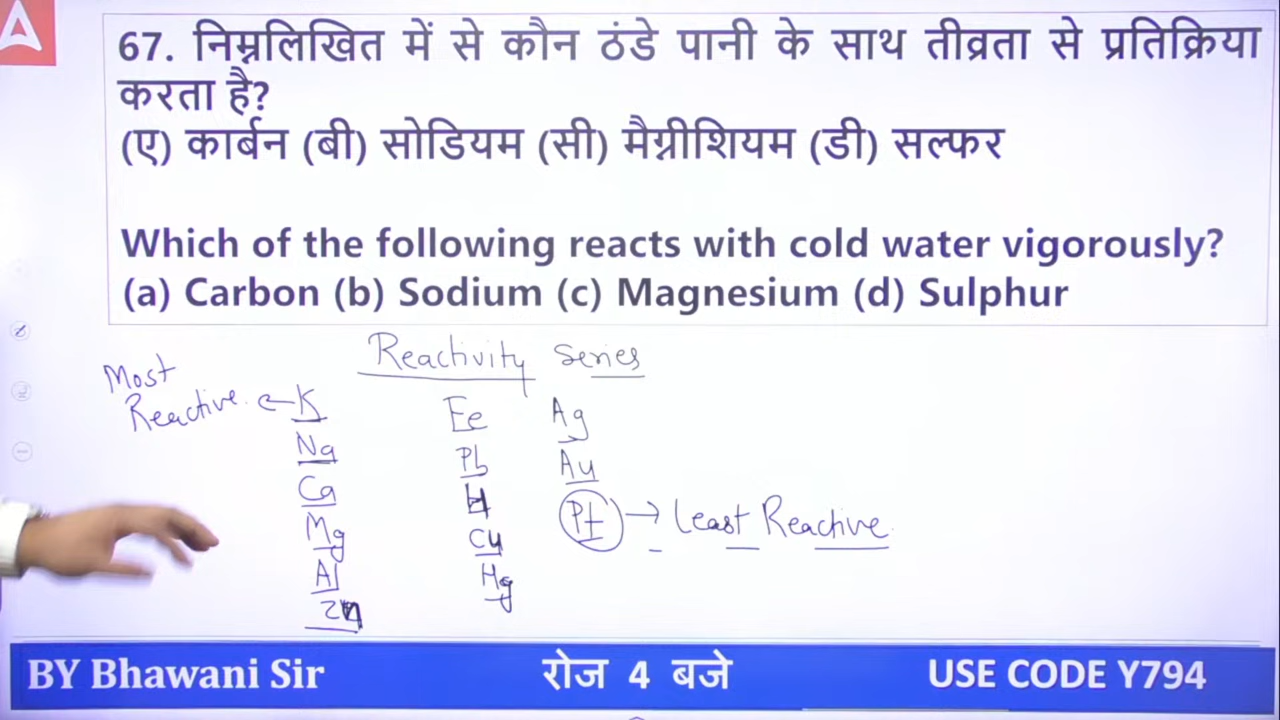 67. निम्नलिखित में से कौन ठंडे पानी के साथ तीव्रता से प्रतिक्रिया
करता है?
(ए) कार्बन (बी) सोडियम (सी) मैग्नीशियम (डी) सल्फर
Which of the following reacts with cold water vigorously?
(a) Carbon (b) Sodium (c) Magnesium (d) Sulphur
Reactivity Series
Most
Reactive ← K
Na
Ca
Mg
Al
Zn
Fe
Pb
H
Cu
Hg
Ag
Au
Pt → Least Reactive
BY Bhawani Sir
रोज 4 बजे
USE CODE Y794